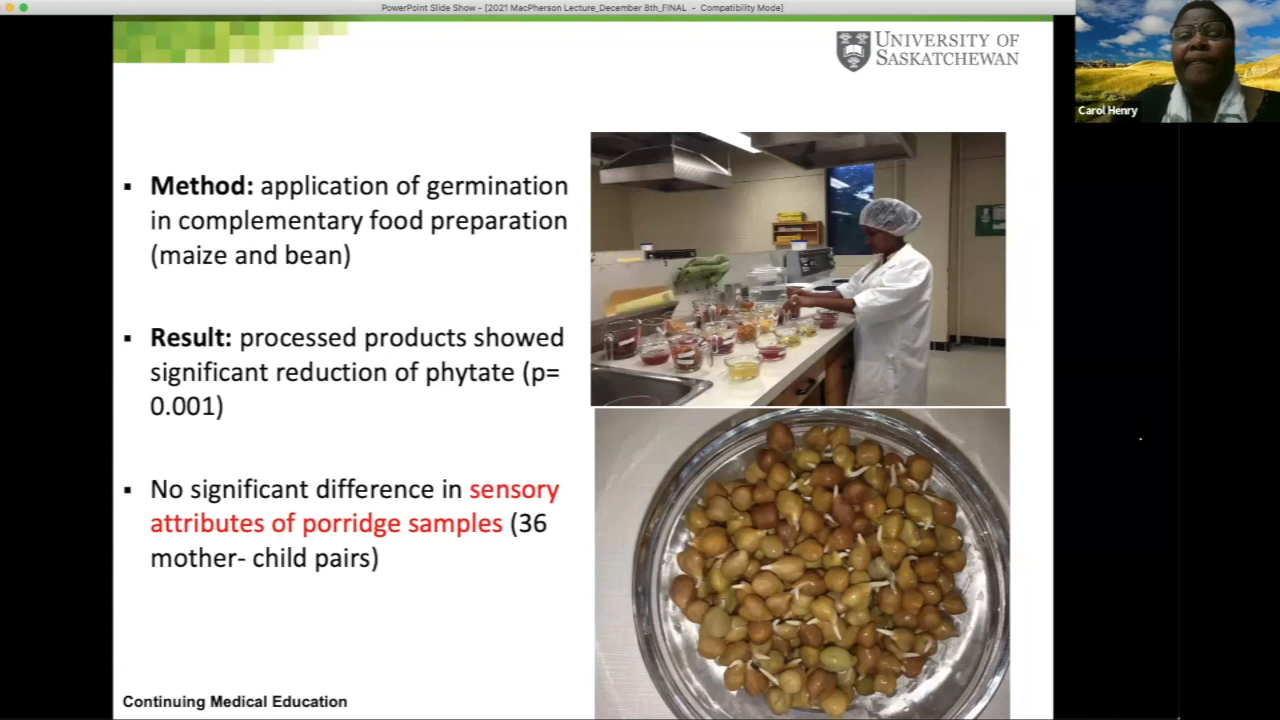 PowerPoint Slide Show - [2021 MacPherson Lecture_December 8th_FINAL - Compatibility Mode]
UNIVERSITY OF
SASKATCHEWAN
Carol Henry
▪ Method: application of germination
in complementary food preparation
(maize and bean)
▪ Result: processed products showed
significant reduction of phytate (p=
0.001)
▪ No significant difference in sensory
attributes of porridge samples (36
mother- child pairs)
Continuing Medical Education